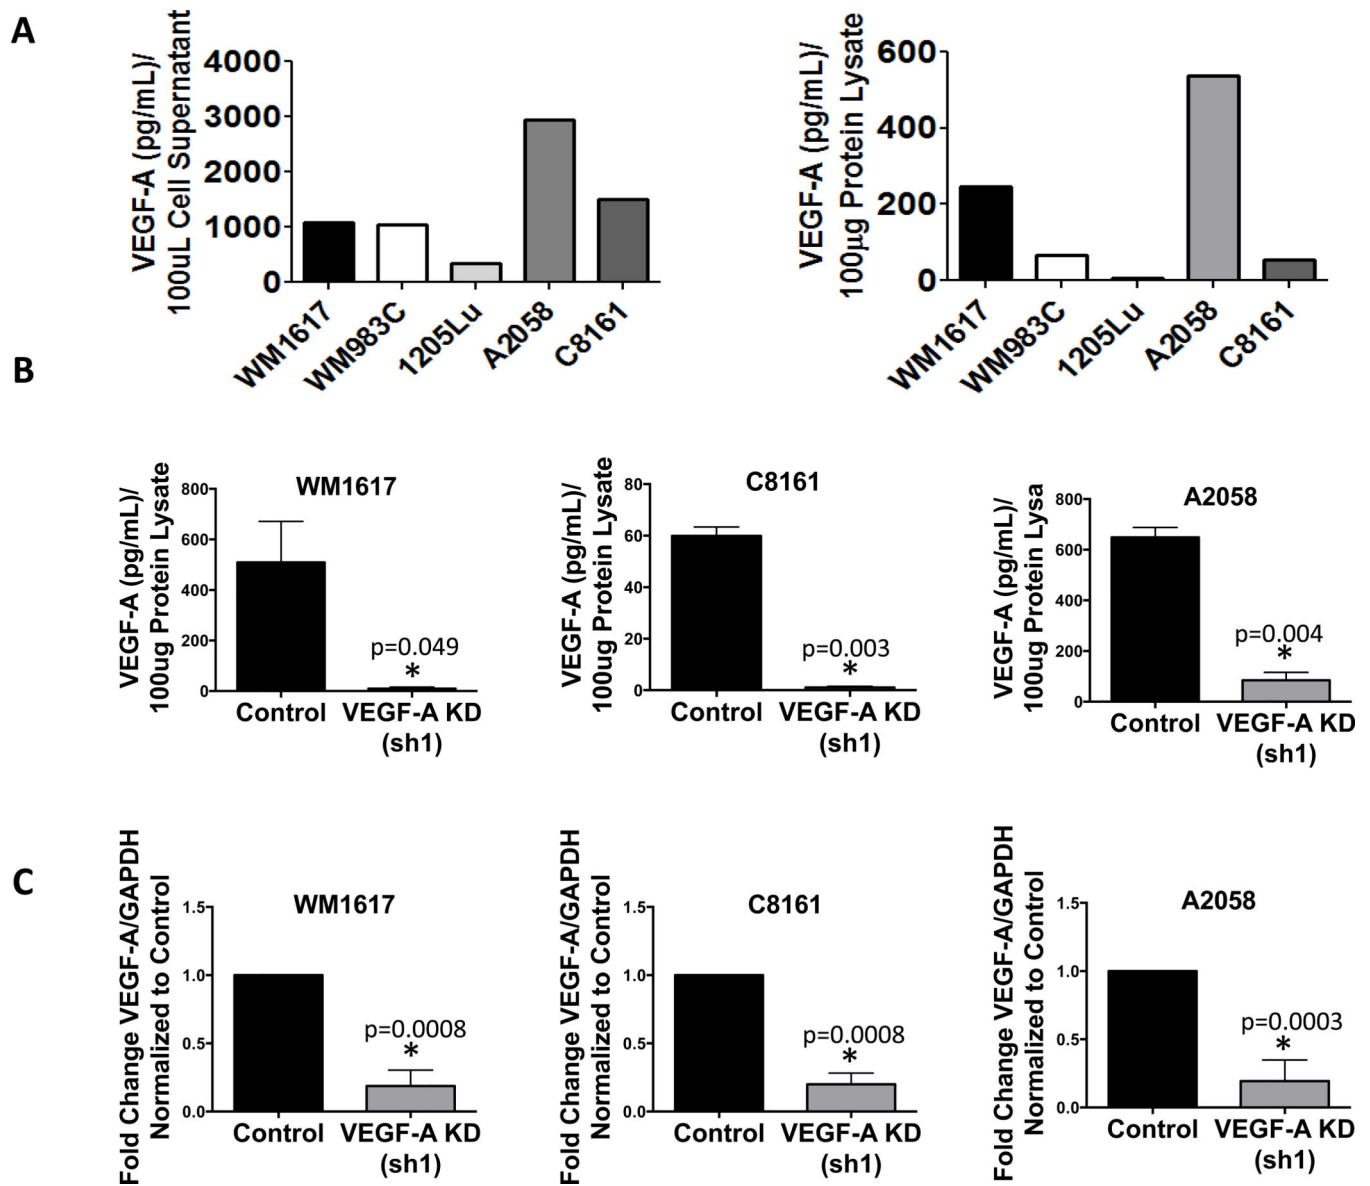 A
VEGF-A (pg/mL)/
100uL Cell Supernatant
4000
3000
2000
1000
0
WM1617
WM983C
1205Lu
A2058
C8161
VEGF-A (pg/mL)/
100µg Protein Lysate
600
400
200
0
WM1617
WM983C
1205Lu
A2058
C8161
B
VEGF-A (pg/mL)/
100ug Protein Lysate
WM1617
800
600
400
200
0
p=0.049
*
Control
VEGF-A KD
(sh1)
VEGF-A (pg/mL)/
100ug Protein Lysate
C8161
80
60
40
20
0
p=0.003
*
Control
VEGF-A KD
(sh1)
VEGF-A (pg/mL)/
100ug Protein Lysa
A2058
800
600
400
200
0
p=0.004
*
Control
VEGF-A KD
(sh1)
C
Fold Change VEGF-A/GAPDH
Normalized to Control
WM1617
1.5
1.0
0.5
0.0
p=0.0008
*
Control
VEGF-A KD
(sh1)
Fold Change VEGF-A/GAPDH
Normalized to Control
C8161
1.5
1.0
0.5
0.0
p=0.0008
*
Control
VEGF-A KD
(sh1)
Fold Change VEGF-A/GAPDH
Normalized to Control
A2058
1.5
1.0
0.5
0.0
p=0.0003
*
Control
VEGF-A KD
(sh1)